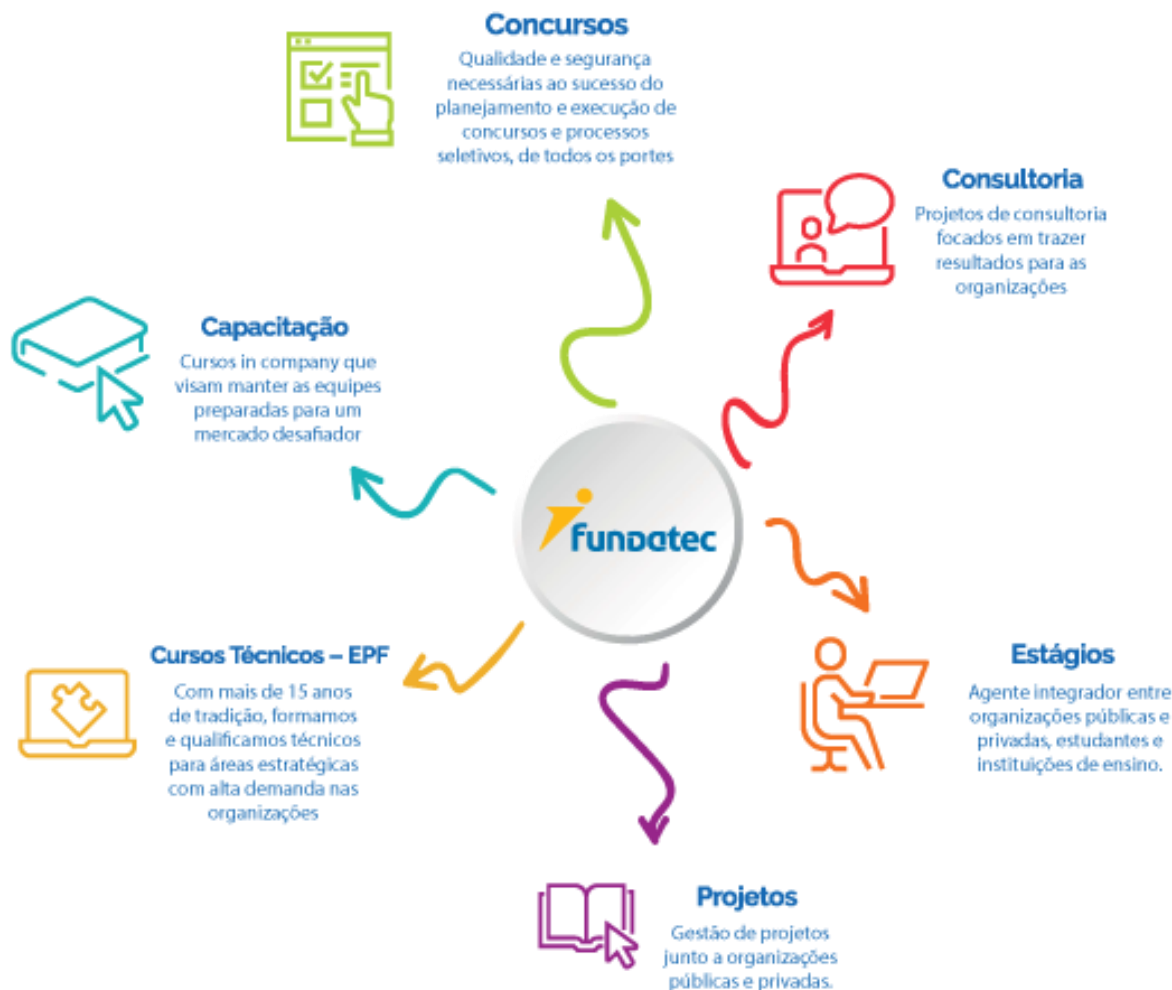 Concursos
Qualidade e segurança
necessárias ao sucesso do
planejamento e execução de
concursos e processos
seletivos, de todos os portes
Consultoria
Projetos de consultoria
focados em trazer
resultados para as
organizações
Capacitação
Cursos in company que
visam manter as equipes
preparadas para um
mercado desafiador
fundatec
Cursos Técnicos – EPF
Com mais de 15 anos
de tradição, formamos
e qualificamos técnicos
para áreas estratégicas
com alta demanda nas
organizações
Estágios
Agente integrador entre
organizações públicas e
privadas, estudantes e
instituições de ensino.
Projetos
Gestão de projetos
junto a organizações
públicas e privadas.